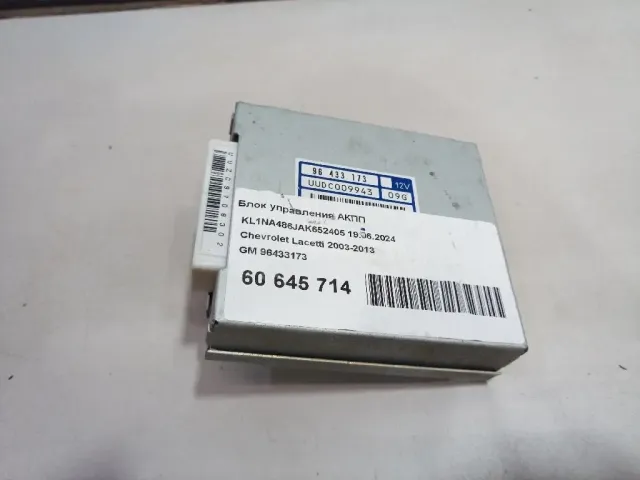 96 433 173
12V
UUDC009943
09G
Блок управления АКПП
KL1NA486JAK652405 19.06.2024
Chevrolet Lacetti 2003-2013
GM 96433173
60 645 714